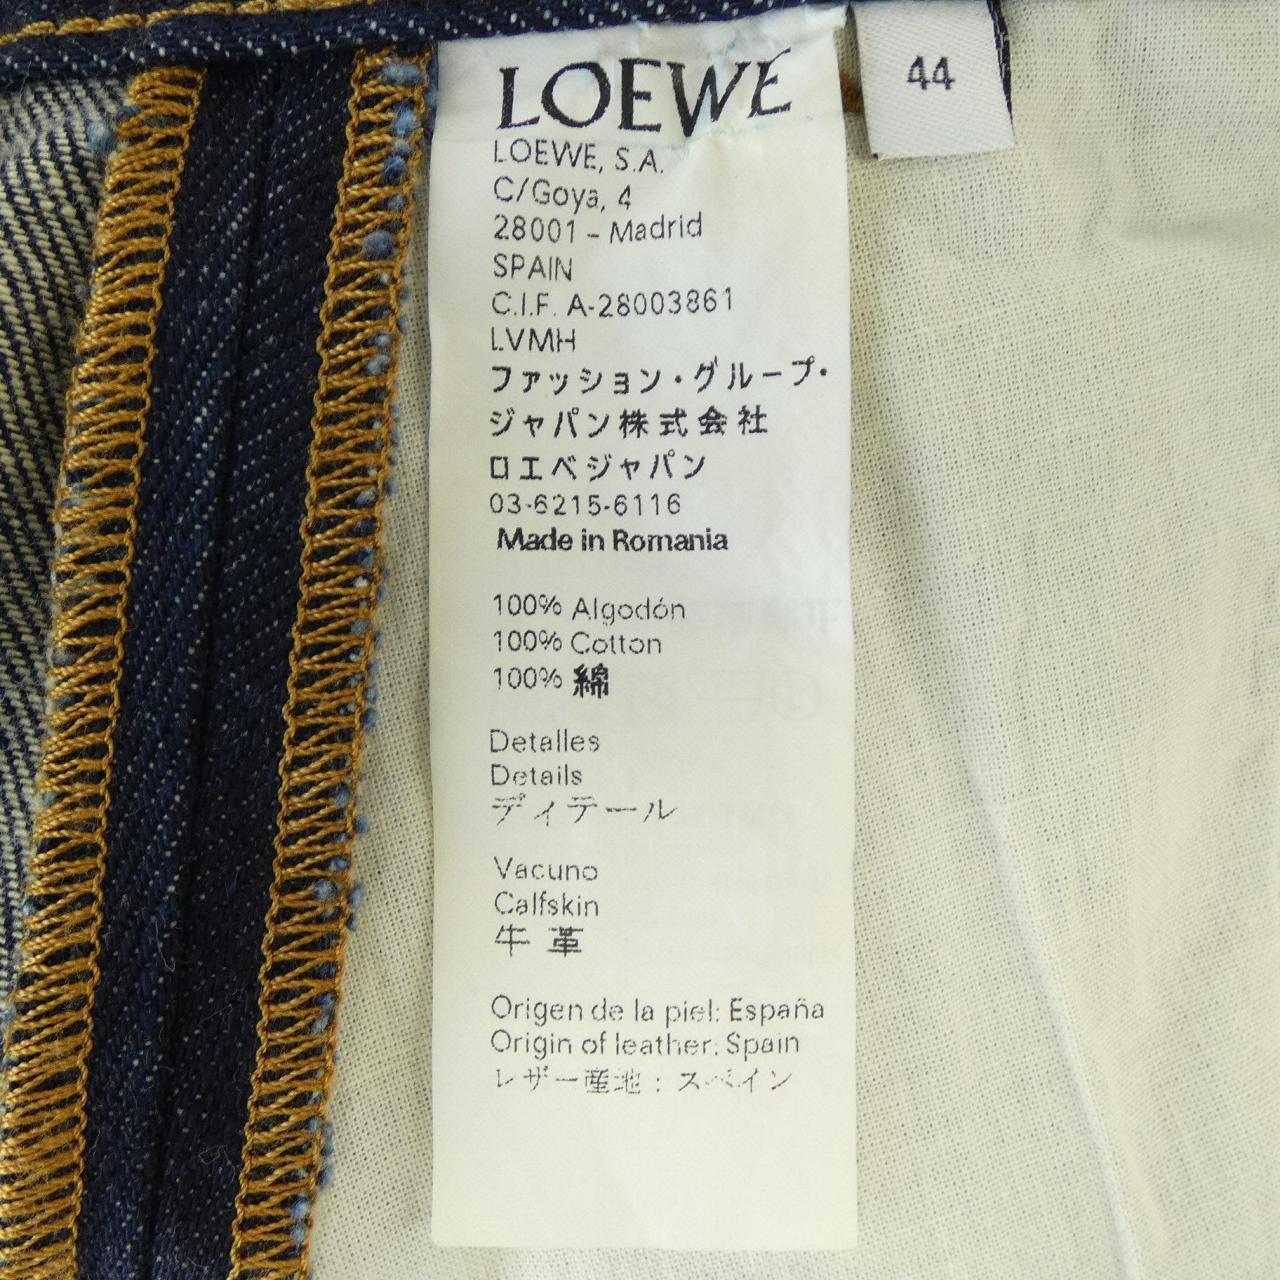 LOEWE
44
LOEWE, S.A.
C/Goya, 4
28001 – Madrid
SPAIN
C.I.F. A-28003861
LVMH
ファッション・グループ・
ジャパン株式会社
ロエベジャパン
03-6215-6116
Made in Romania
100% Algodón
100% Cotton
100% 綿
Detalles
Details
ディテール
Vacuno
Calfskin
牛革
Origen de la piel: España
Origin of leather: Spain
レザー産地：スペイン